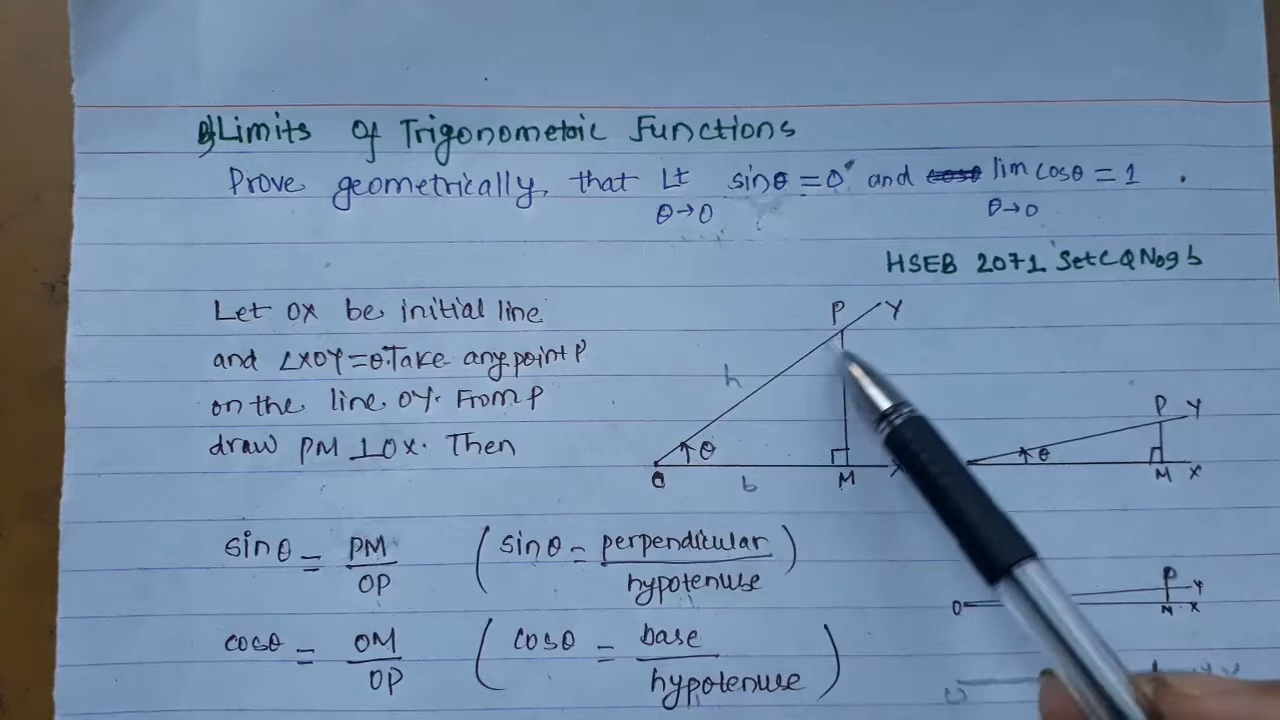 Limits Of Trigonometric Functions
Prove geometrically, that Lt sinθ = 0 and lim cosθ = 1 .
θ→0 θ→0
HSEB 2071 Set C Q No 9 b
Let OX be initial line
and ∠XOY = θ. Take any point P
on the line OY. From P
draw PM ⊥ OX. Then
P Y
h
θ
O b M
P Y
θ
M X
P Y
O M X
sinθ = PM / OP ( sinθ = perpendicular / hypotenuse )
cosθ = OM / OP ( cosθ = base / hypotenuse )